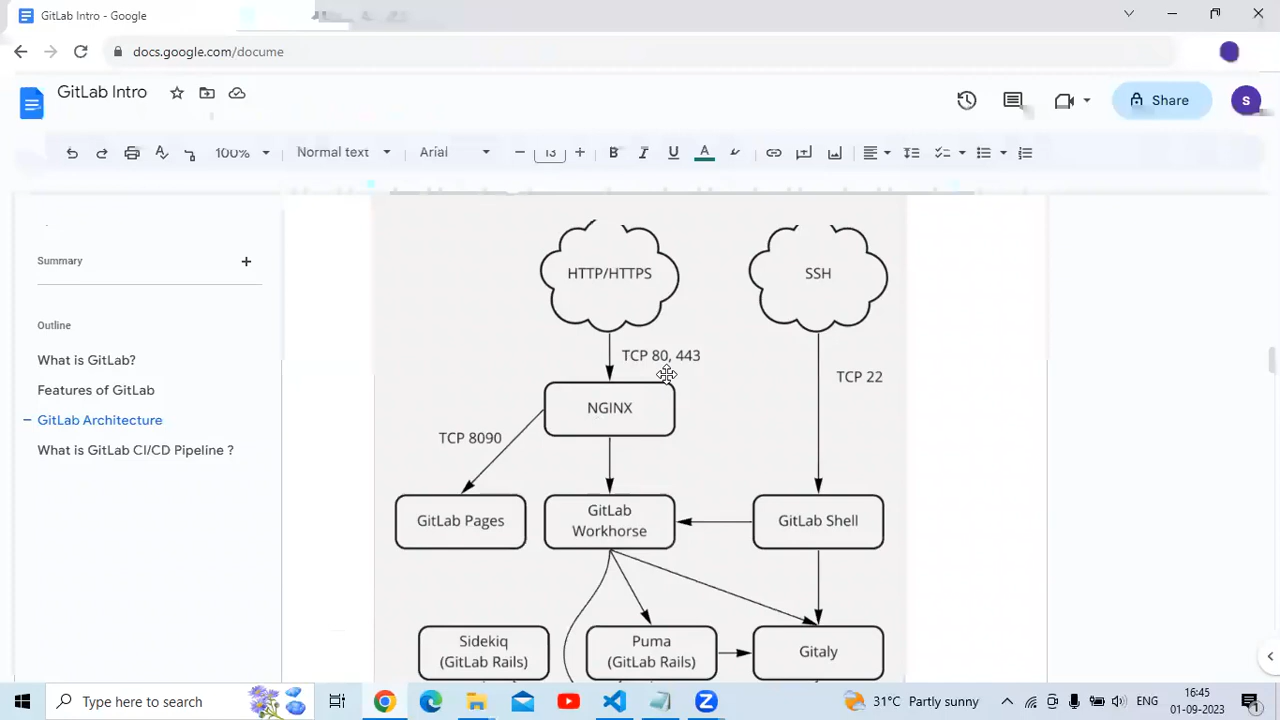 GitLab Intro - Google
docs.google.com/docume
GitLab Intro
Share
S
100%
Normal text
Arial
13
B
I
U
A
Summary
Outline
What is GitLab?
Features of GitLab
GitLab Architecture
What is GitLab CI/CD Pipeline ?
HTTP/HTTPS
SSH
TCP 80, 443
TCP 22
NGINX
TCP 8090
GitLab Pages
GitLab
Workhorse
GitLab Shell
Sidekiq
(GitLab Rails)
Puma
(GitLab Rails)
Gitaly
Type here to search
31°C Partly sunny
ENG
16:45
01-09-2023
1